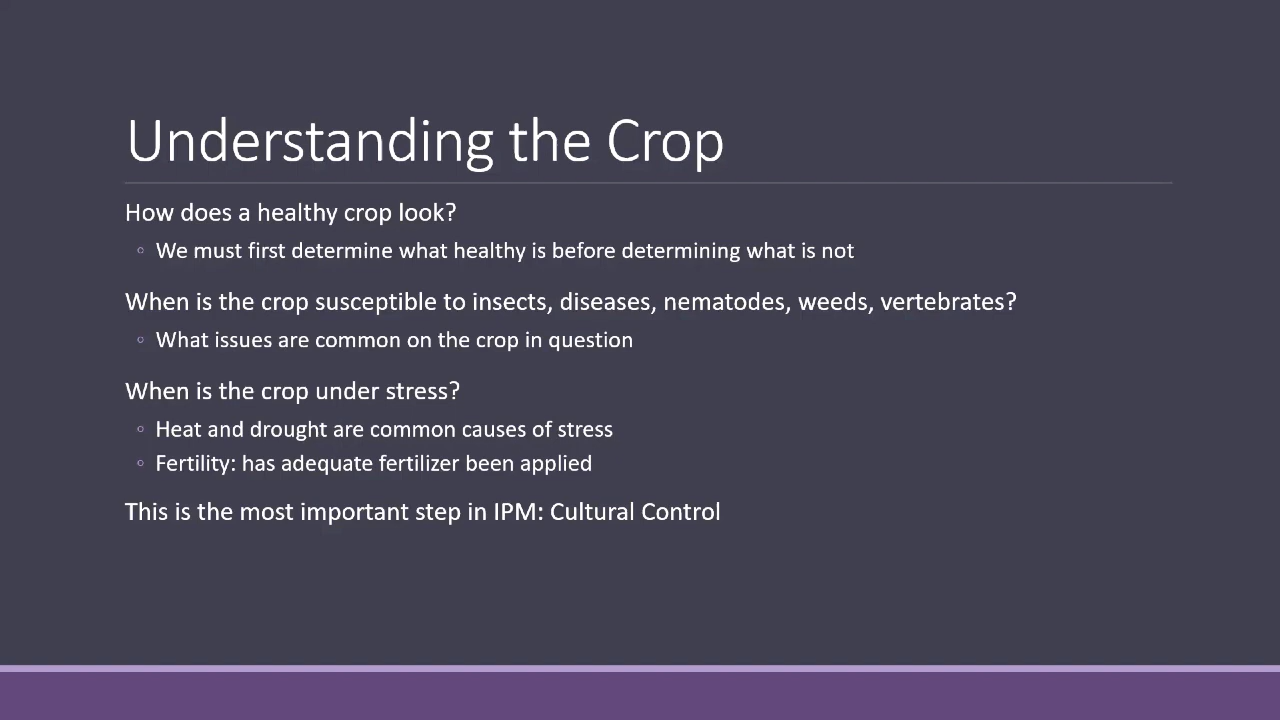 Understanding the Crop
How does a healthy crop look?
◦ We must first determine what healthy is before determining what is not
When is the crop susceptible to insects, diseases, nematodes, weeds, vertebrates?
◦ What issues are common on the crop in question
When is the crop under stress?
◦ Heat and drought are common causes of stress
◦ Fertility: has adequate fertilizer been applied
This is the most important step in IPM: Cultural Control